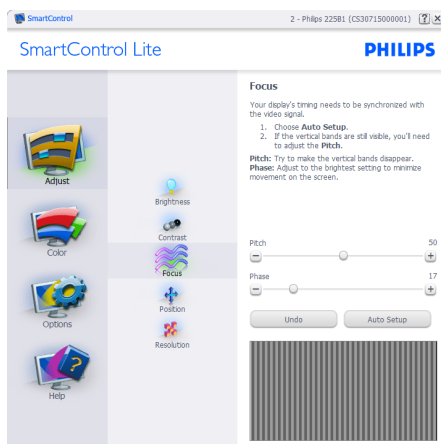 SmartControl
2 - Philips 225B1 (CS30715000001)
SmartControl Lite
PHILIPS
Adjust
Color
Options
Help
Brightness
Contrast
Focus
Position
Resolution
Focus
Your display's timing needs to be synchronized with
the video signal.
1. Choose Auto Setup.
2. If the vertical bands are still visible, you'll need
to adjust the Pitch.
Pitch: Try to make the vertical bands disappear.
Phase: Adjust to the brightest setting to minimize
movement on the screen.
Pitch 50
Phase 17
Undo Auto Setup